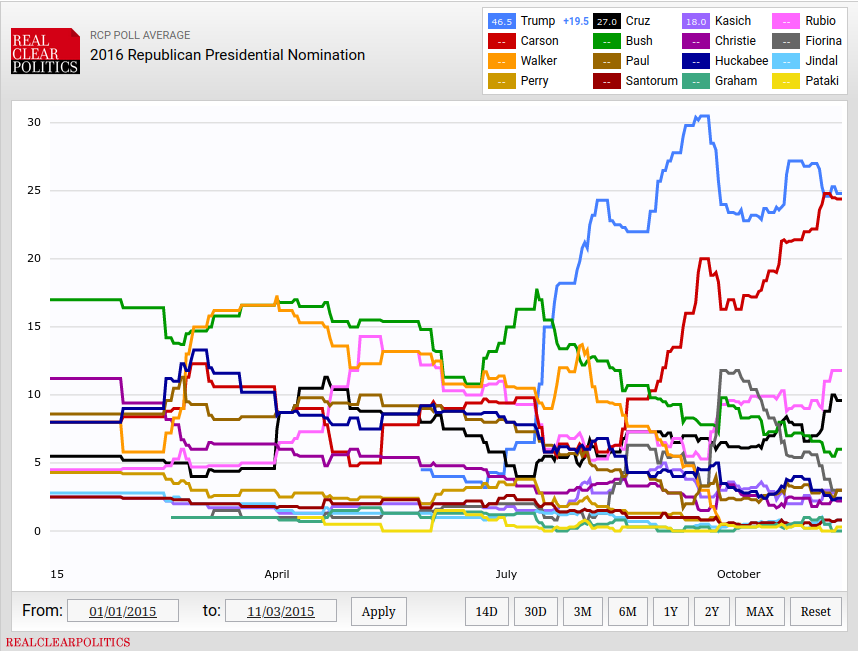 REAL
CLEAR
POLITICS
RCP POLL AVERAGE
2016 Republican Presidential Nomination
46.5 Trump +19.5 27.0 Cruz 18.0 Kasich -- Rubio
-- Carson -- Bush -- Christie -- Fiorina
-- Walker -- Paul -- Huckabee -- Jindal
-- Perry -- Santorum -- Graham -- Pataki
30
25
20
15
10
5
0
15 April July October
From: 01/01/2015 to: 11/03/2015 Apply 14D 30D 3M 6M 1Y 2Y MAX Reset
REALCLEARPOLITICS